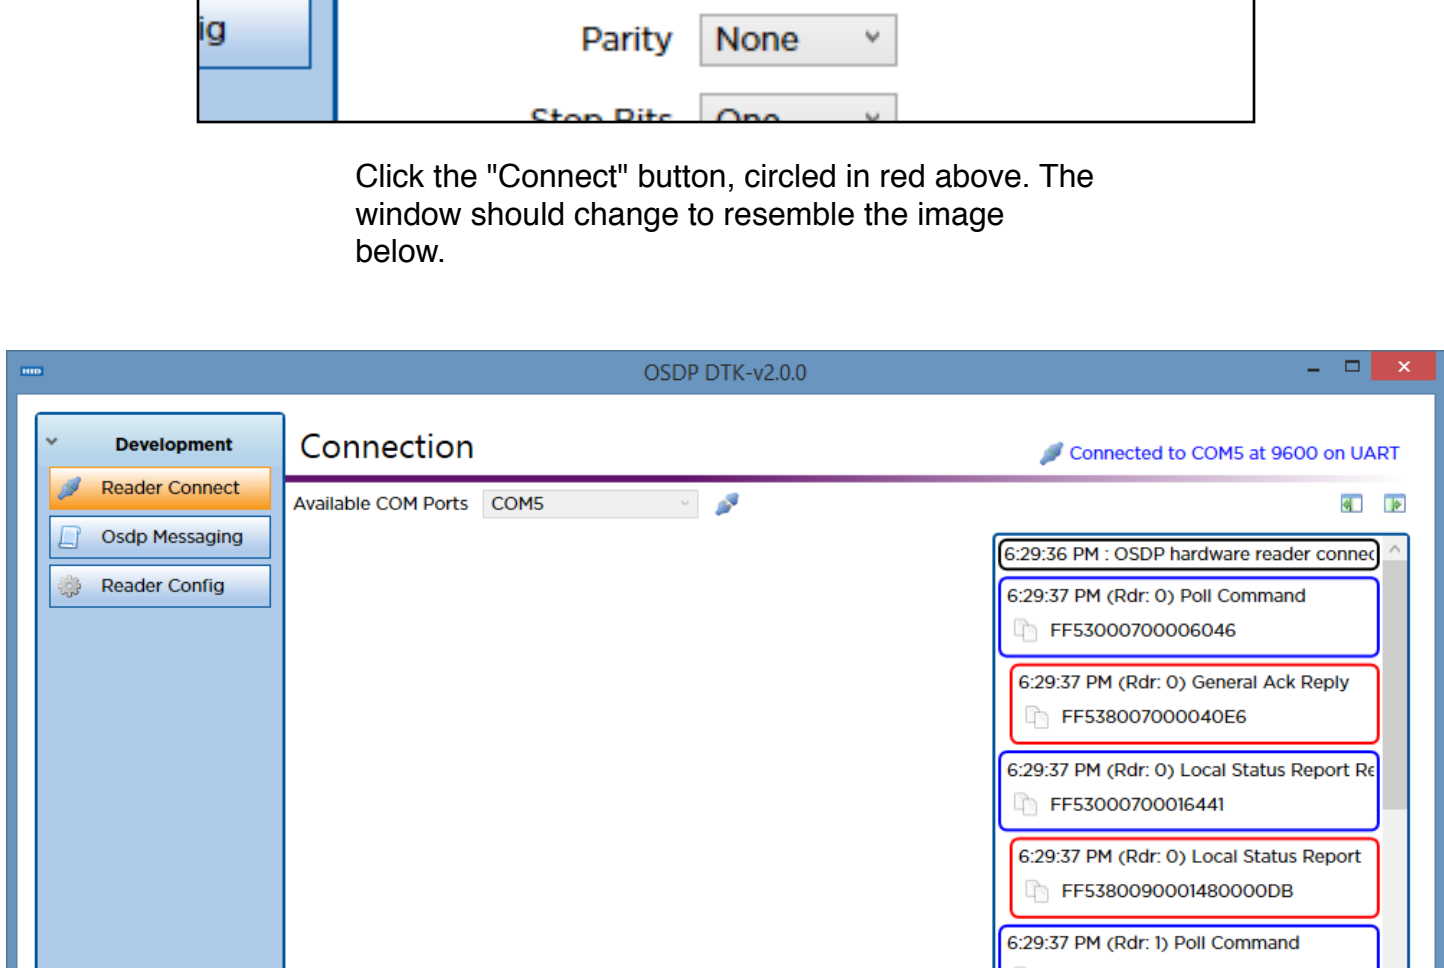 ig
Parity None
Stop Bits One
Click the "Connect" button, circled in red above. The
window should change to resemble the image
below.
HID
OSDP DTK-v2.0.0
Development
Reader Connect
Osdp Messaging
Reader Config
Connection
Connected to COM5 at 9600 on UART
Available COM Ports COM5
6:29:36 PM : OSDP hardware reader connec
6:29:37 PM (Rdr: 0) Poll Command
FF53000700006046
6:29:37 PM (Rdr: 0) General Ack Reply
FF538007000040E6
6:29:37 PM (Rdr: 0) Local Status Report Re
FF53000700016441
6:29:37 PM (Rdr: 0) Local Status Report
FF5380090001480000DB
6:29:37 PM (Rdr: 1) Poll Command